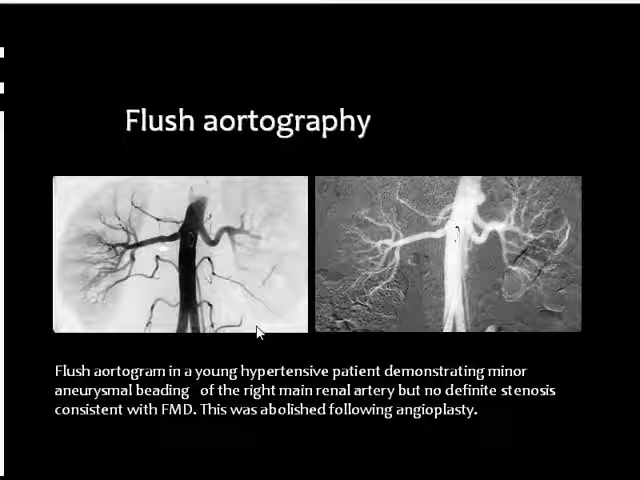 Flush aortography
Flush aortogram in a young hypertensive patient demonstrating minor
aneurysmal beading of the right main renal artery but no definite stenosis
consistent with FMD. This was abolished following angioplasty.